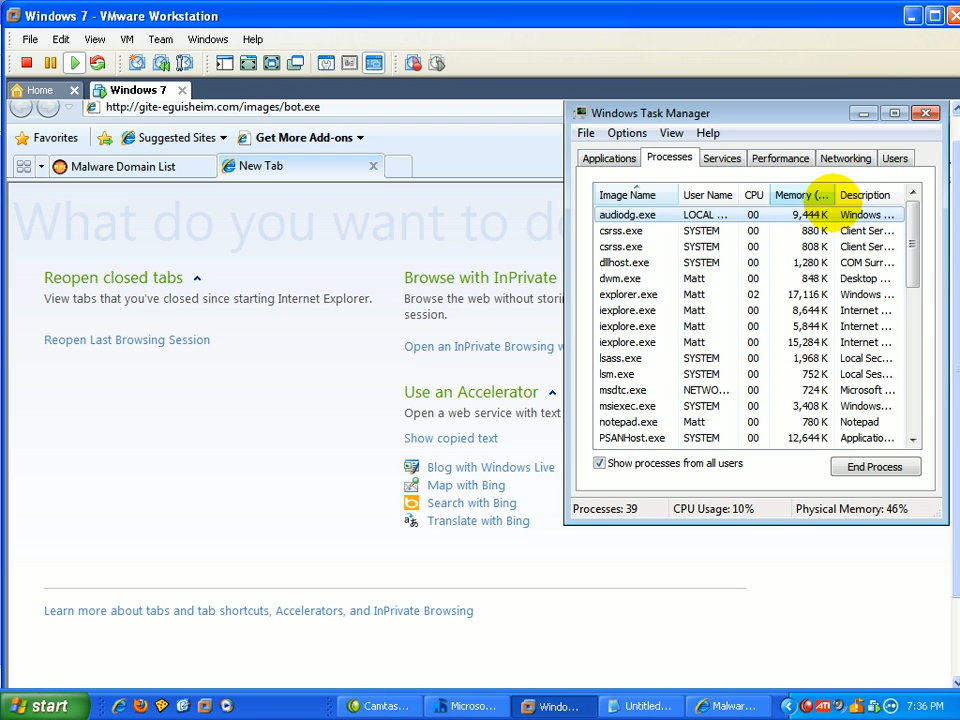 Windows 7 - VMware Workstation
File Edit View VM Team Windows Help
Home Windows 7
http://gite-eguisheim.com/images/bot.exe
Favorites Suggested Sites Get More Add-ons
Malware Domain List New Tab
What do you want to do
Reopen closed tabs
View tabs that you've closed since starting Internet Explorer.
Reopen Last Browsing Session
Browse with InPrivate
Browse the web without storin
session.
Open an InPrivate Browsing w
Use an Accelerator
Open a web service with text
Show copied text
Blog with Windows Live
Map with Bing
Search with Bing
Translate with Bing
Learn more about tabs and tab shortcuts, Accelerators, and InPrivate Browsing
Windows Task Manager
File Options View Help
Applications Processes Services Performance Networking Users
Image Name User Name CPU Memory (... Description
audiodg.exe LOCAL ... 00 9,444 K Windows ...
csrss.exe SYSTEM 00 880 K Client Ser...
csrss.exe SYSTEM 00 808 K Client Ser...
dllhost.exe SYSTEM 00 1,280 K COM Surr...
dwm.exe Matt 00 848 K Desktop ...
explorer.exe Matt 02 17,116 K Windows ...
iexplore.exe Matt 00 8,644 K Internet ...
iexplore.exe Matt 00 5,844 K Internet ...
iexplore.exe Matt 00 15,284 K Internet ...
lsass.exe SYSTEM 00 1,968 K Local Sec...
lsm.exe SYSTEM 00 752 K Local Ses...
msdtc.exe NETWO... 00 724 K Microsoft ...
msiexec.exe SYSTEM 00 3,408 K Windows...
notepad.exe Matt 00 780 K Notepad
PSANHost.exe SYSTEM 00 12,644 K Applicatio...
Show processes from all users End Process
Processes: 39 CPU Usage: 10% Physical Memory: 46%
start Camtas... Microso... Windo... Untitled... Malwar... ATI 7:36 PM